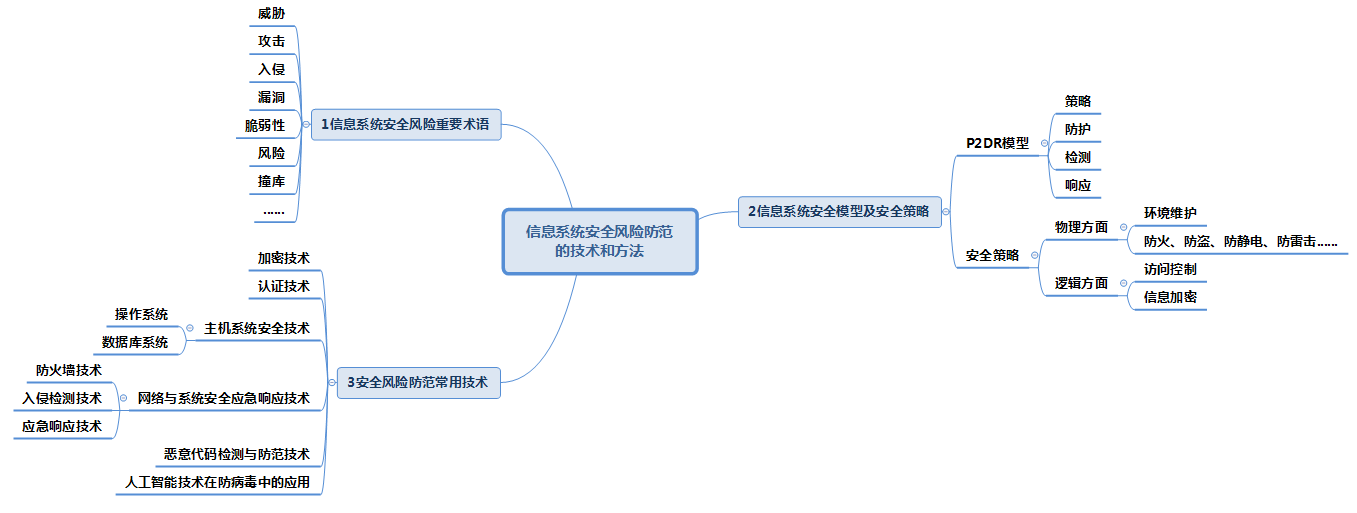 信息系统安全风险防范
的技术和方法
1信息系统安全风险重要术语
威胁
攻击
入侵
漏洞
脆弱性
风险
撞库
......
2信息系统安全模型及安全策略
P2DR模型
策略
防护
检测
响应
安全策略
物理方面
环境维护
防火、防盗、防静电、防雷击......
逻辑方面
访问控制
信息加密
3安全风险防范常用技术
加密技术
认证技术
主机系统安全技术
操作系统
数据库系统
网络与系统安全应急响应技术
防火墙技术
入侵检测技术
应急响应技术
恶意代码检测与防范技术
人工智能技术在防病毒中的应用